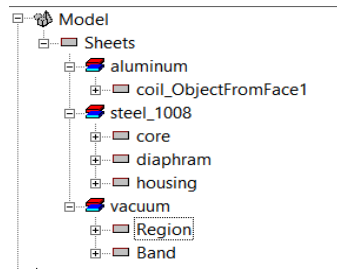 Model
Sheets
aluminum
coil_ObjectFromFace1
steel_1008
core
diaphram
housing
vacuum
Region
Band